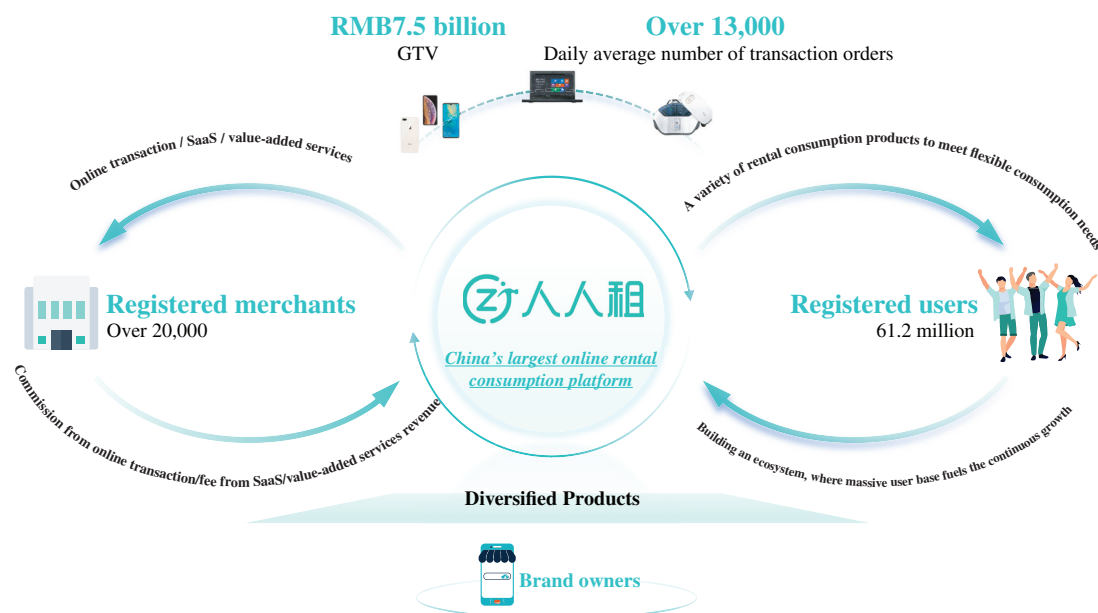 RMB7.5 billion
GTV
Over 13,000
Daily average number of transaction orders
Online transaction / SaaS / value-added services
A variety of rental consumption products to meet flexible consumption needs
Registered merchants
Over 20,000
人人租
China's largest online rental
consumption platform
Registered users
61.2 million
Commission from online transaction/fee from SaaS/value-added services revenue
Building an ecosystem, where massive user base fuels the continuous growth
Diversified Products
Brand owners